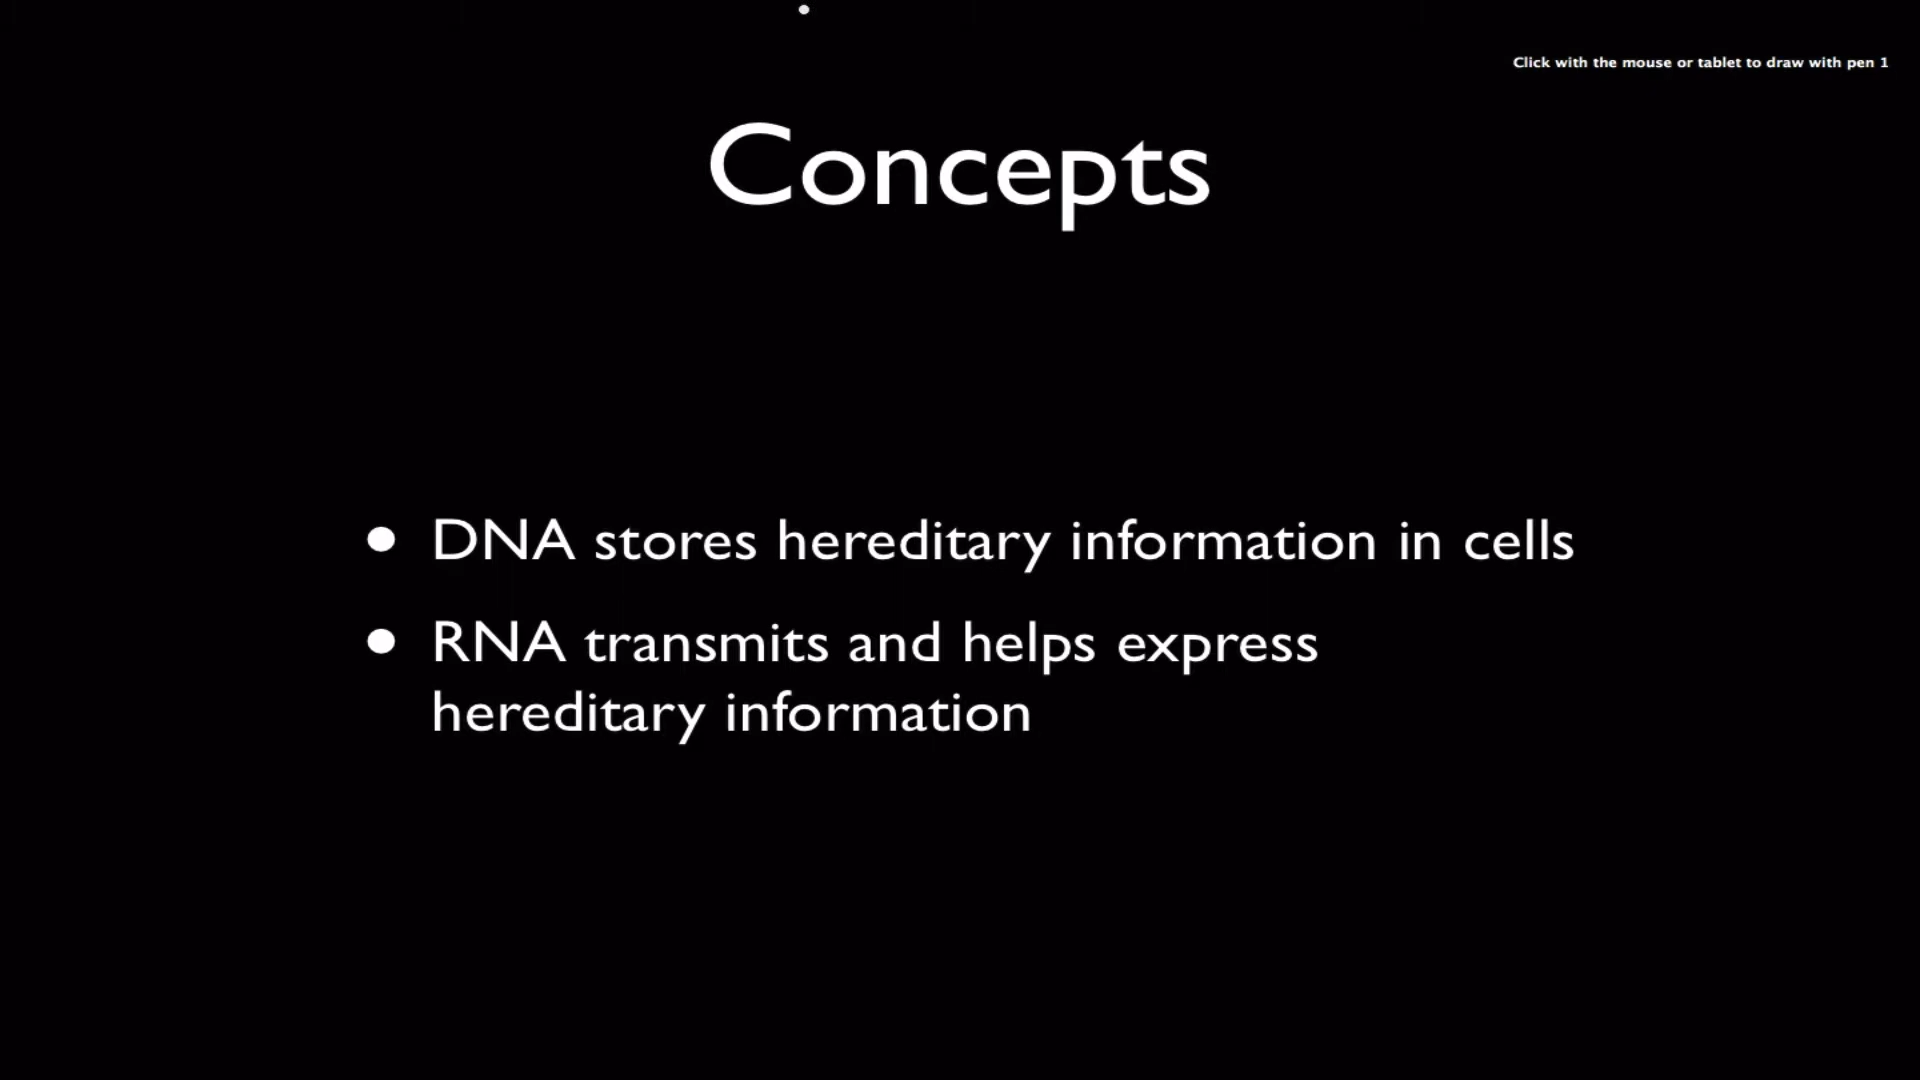 Click with the mouse or tablet to draw with pen 1
Concepts
• DNA stores hereditary information in cells
• RNA transmits and helps express
hereditary information